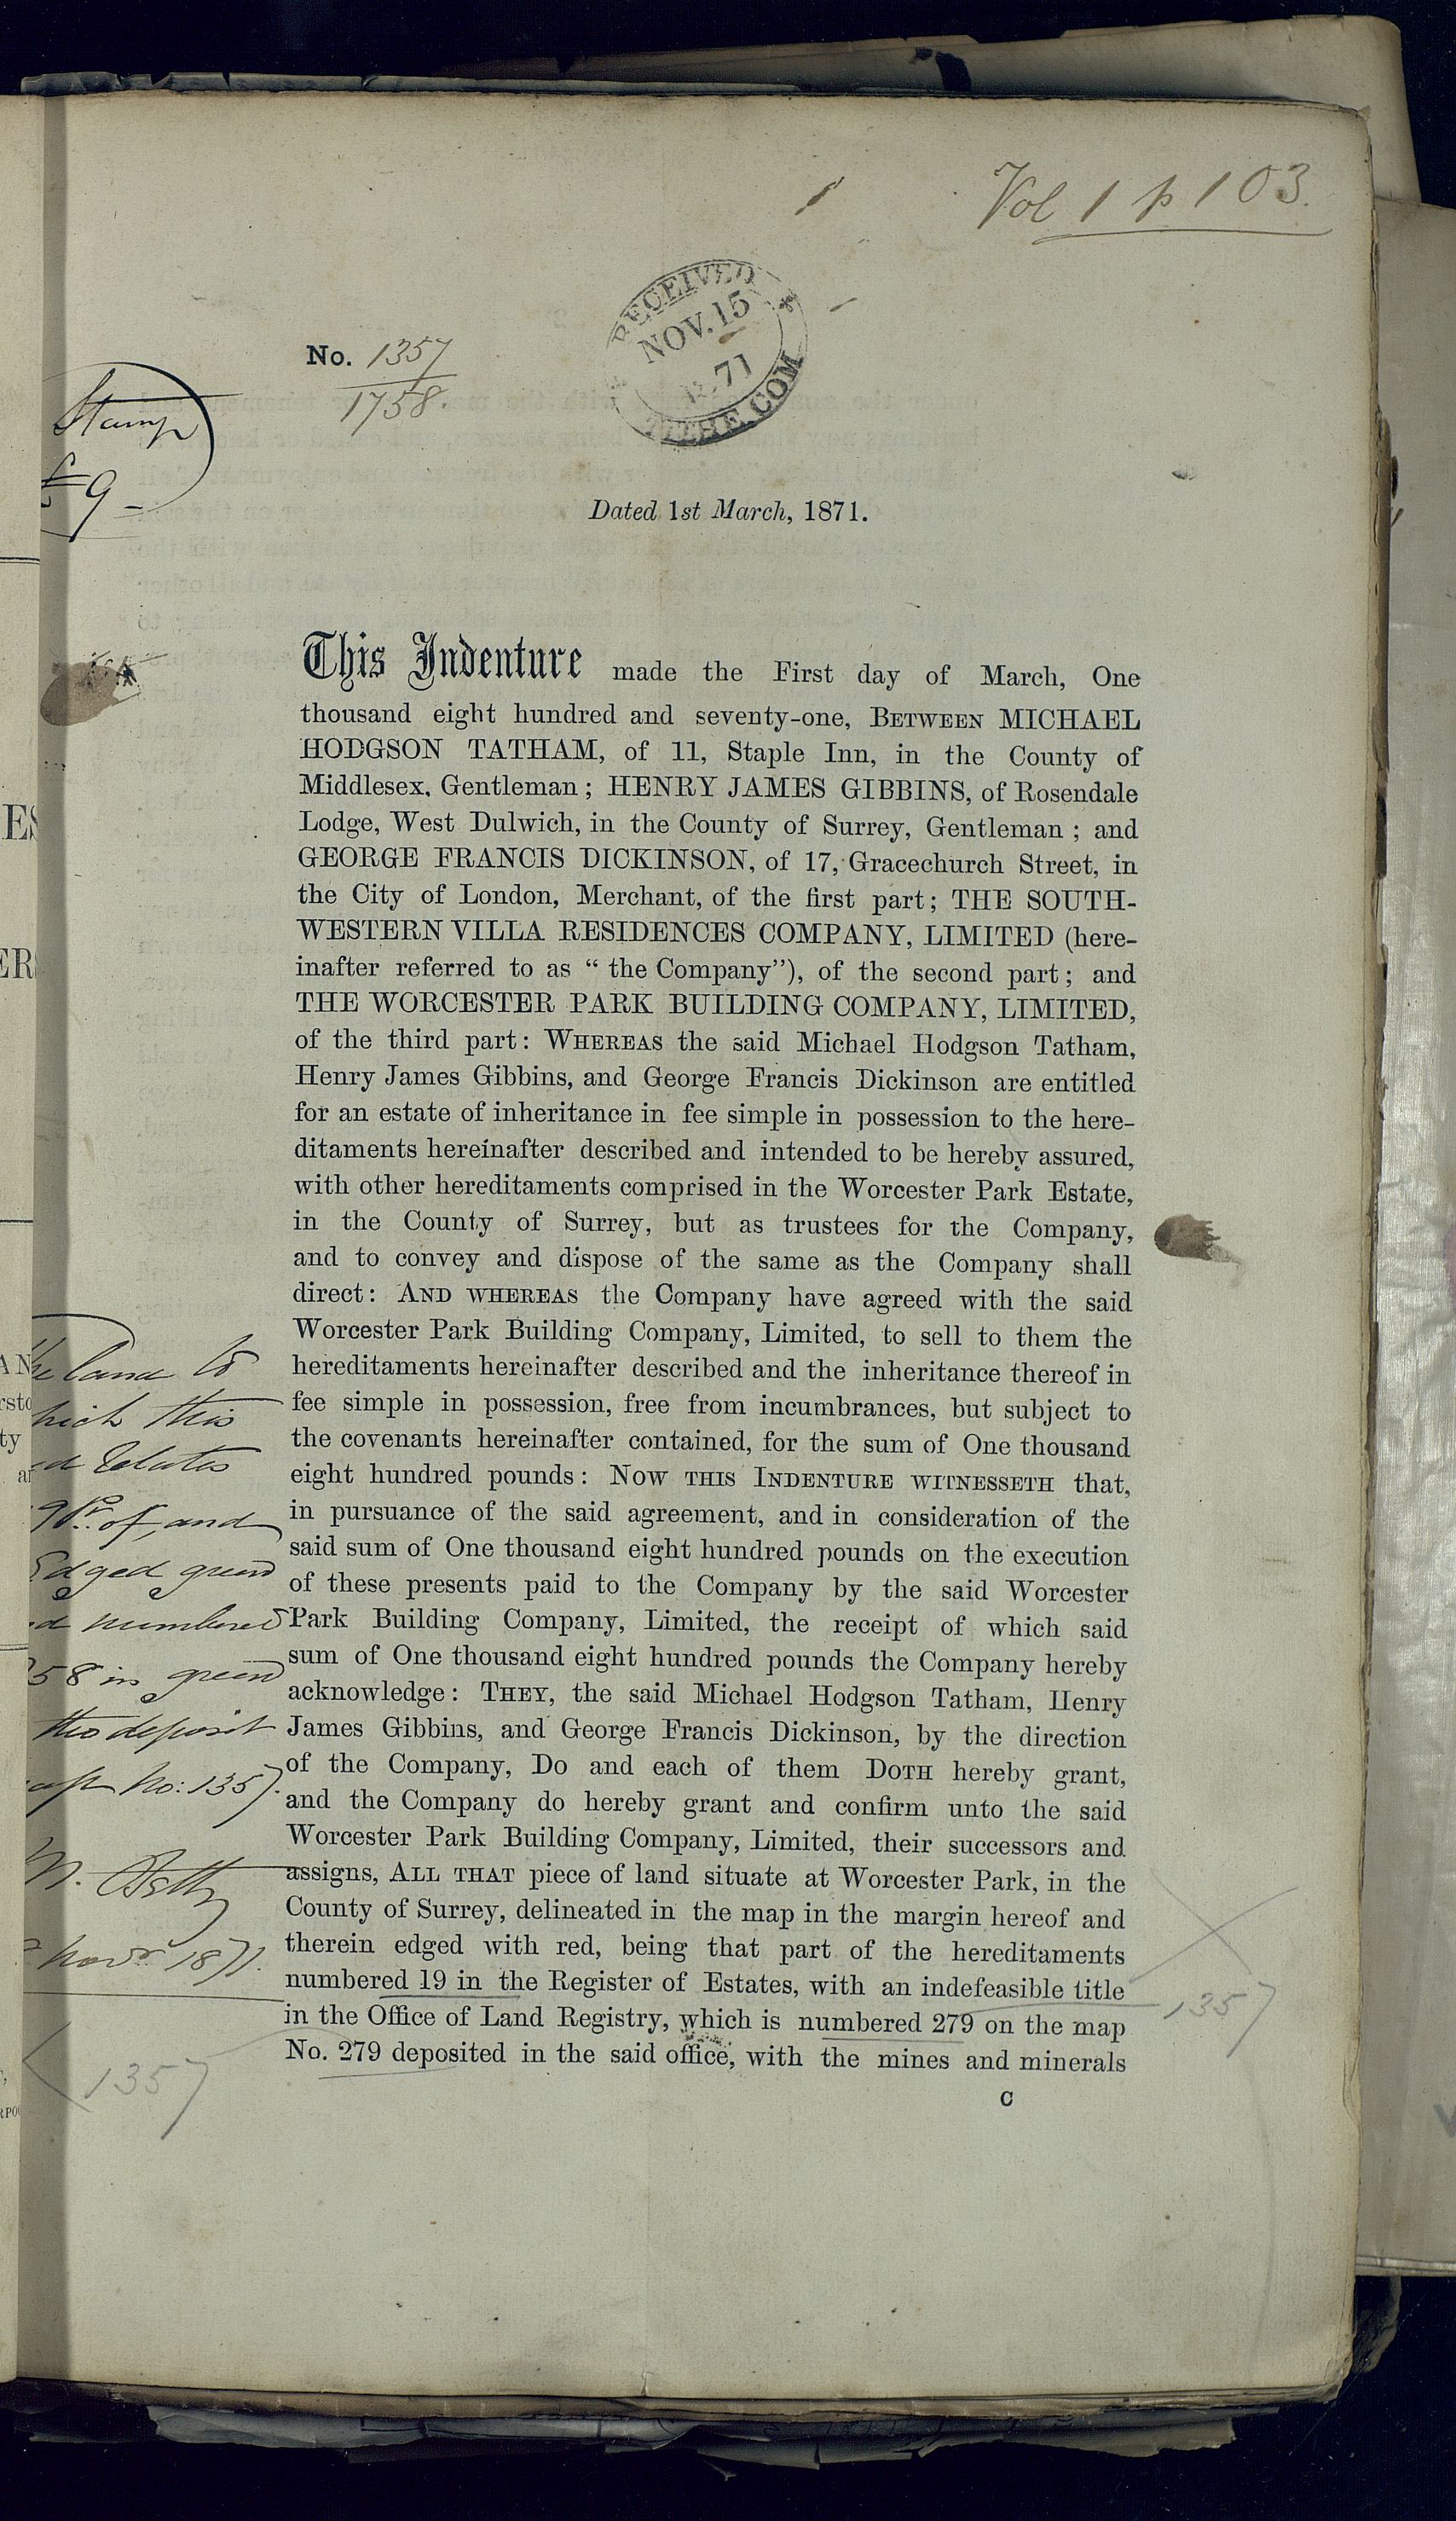 Vol 1 p 103.
RECEIVED
NOV. 15
71
TITHE COM
No. 1357
1758.
Stamp
£9 -
Dated 1st March, 1871.
This Indenture made the First day of March, One
thousand eight hundred and seventy-one, BETWEEN MICHAEL
HODGSON TATHAM, of 11, Staple Inn, in the County of
Middlesex, Gentleman; HENRY JAMES GIBBINS, of Rosendale
Lodge, West Dulwich, in the County of Surrey, Gentleman; and
GEORGE FRANCIS DICKINSON, of 17, Gracechurch Street, in
the City of London, Merchant, of the first part; THE SOUTH-
WESTERN VILLA RESIDENCES COMPANY, LIMITED (here-
inafter referred to as "the Company"), of the second part; and
THE WORCESTER PARK BUILDING COMPANY, LIMITED,
of the third part: WHEREAS the said Michael Hodgson Tatham,
Henry James Gibbins, and George Francis Dickinson are entitled
for an estate of inheritance in fee simple in possession to the here-
ditaments hereinafter described and intended to be hereby assured,
with other hereditaments comprised in the Worcester Park Estate,
in the County of Surrey, but as trustees for the Company,
and to convey and dispose of the same as the Company shall
direct: AND WHEREAS the Company have agreed with the said
Worcester Park Building Company, Limited, to sell to them the
hereditaments hereinafter described and the inheritance thereof in
fee simple in possession, free from incumbrances, but subject to
the covenants hereinafter contained, for the sum of One thousand
eight hundred pounds: NOW THIS INDENTURE WITNESSETH that,
in pursuance of the said agreement, and in consideration of the
said sum of One thousand eight hundred pounds on the execution
of these presents paid to the Company by the said Worcester
Park Building Company, Limited, the receipt of which said
sum of One thousand eight hundred pounds the Company hereby
acknowledge: THEY, the said Michael Hodgson Tatham, Henry
James Gibbins, and George Francis Dickinson, by the direction
of the Company, Do and each of them DOTH hereby grant,
and the Company do hereby grant and confirm unto the said
Worcester Park Building Company, Limited, their successors and
assigns, ALL THAT piece of land situate at Worcester Park, in the
County of Surrey, delineated in the map in the margin hereof and
therein edged with red, being that part of the hereditaments
numbered 19 in the Register of Estates, with an indefeasible title
in the Office of Land Registry, which is numbered 279 on the map
No. 279 deposited in the said office, with the mines and minerals
C
land to
this
relates
of, and
edged green
numbered
58 in green
this deposit
No: 1357.
Novr 1871.
1357
1357